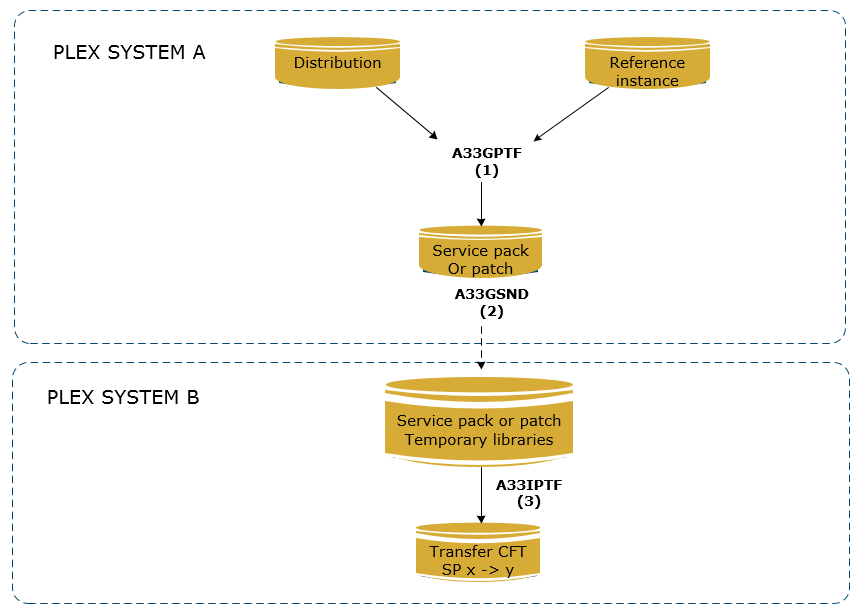 PLEX SYSTEM A
Distribution
Reference
instance
A33GPTF
(1)
Service pack
Or patch
A33GSND
(2)
PLEX SYSTEM B
Service pack or patch
Temporary libraries
A33IPTF
(3)
Transfer CFT
SP x -> y